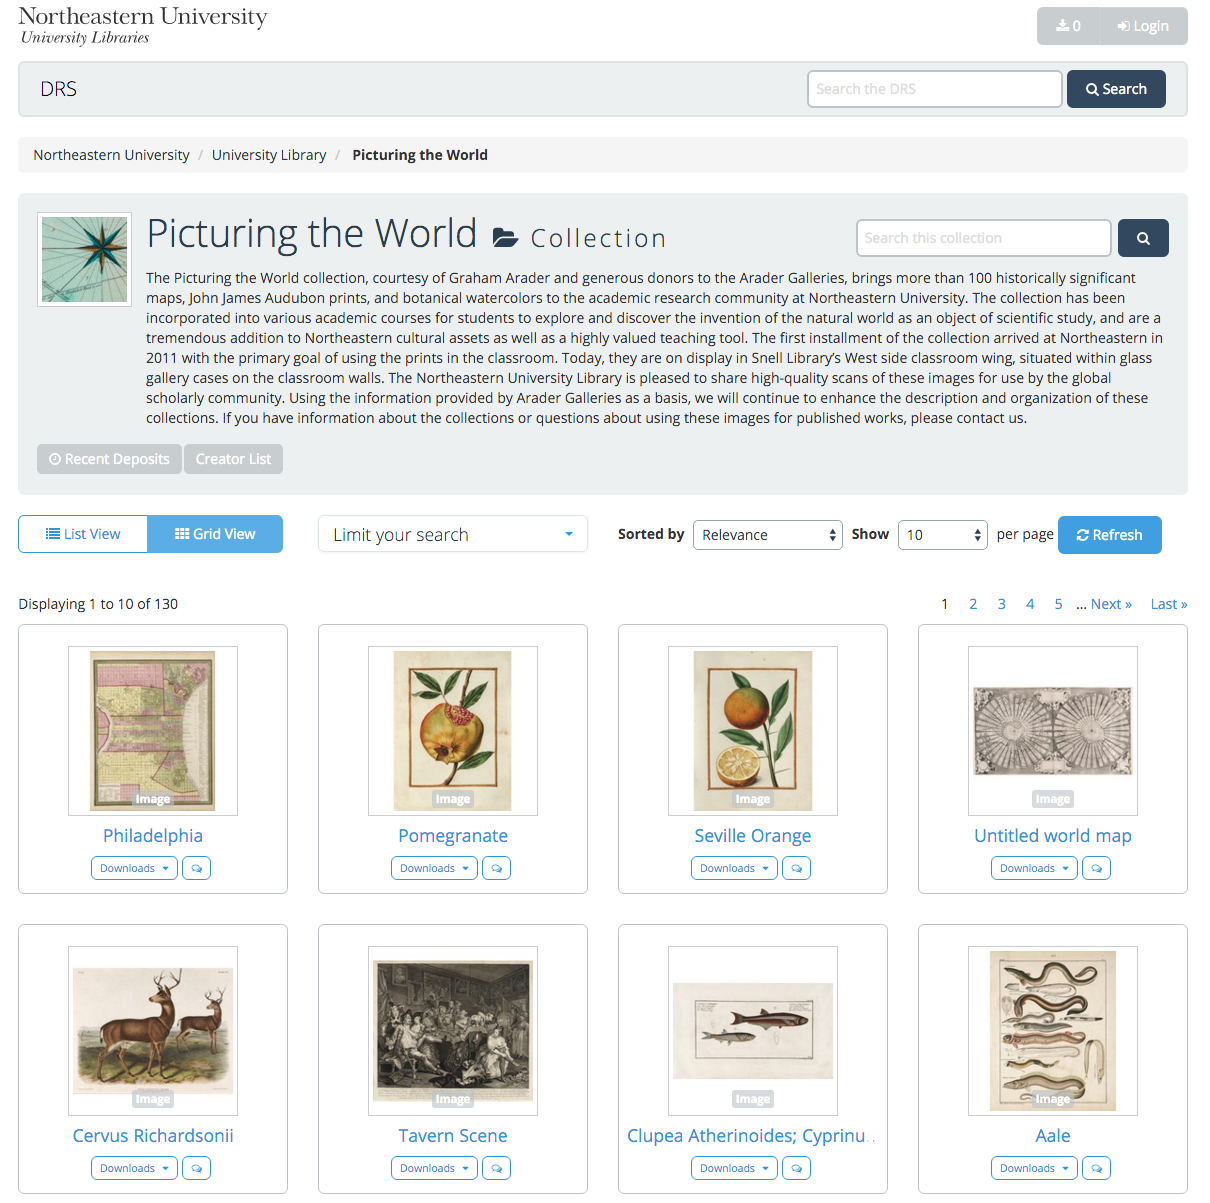 Northeastern University
University Libraries
0 Login
DRS
Search the DRS
Search
Northeastern University / University Library / Picturing the World
Picturing the World Collection
Search this collection
The Picturing the World collection, courtesy of Graham Arader and generous donors to the Arader Galleries, brings more than 100 historically significant
maps, John James Audubon prints, and botanical watercolors to the academic research community at Northeastern University. The collection has been
incorporated into various academic courses for students to explore and discover the invention of the natural world as an object of scientific study, and are a
tremendous addition to Northeastern cultural assets as well as a highly valued teaching tool. The first installment of the collection arrived at Northeastern in
2011 with the primary goal of using the prints in the classroom. Today, they are on display in Snell Library's West side classroom wing, situated within glass
gallery cases on the classroom walls. The Northeastern University Library is pleased to share high-quality scans of these images for use by the global
scholarly community. Using the information provided by Arader Galleries as a basis, we will continue to enhance the description and organization of these
collections. If you have information about the collections or questions about using these images for published works, please contact us.
Recent Deposits Creator List
List View Grid View Limit your search Sorted by Relevance Show 10 per page Refresh
Displaying 1 to 10 of 130 1 2 3 4 5 ... Next » Last »
Image Image Image Image
Philadelphia Pomegranate Seville Orange Untitled world map
Downloads Downloads Downloads Downloads
Image Image Image Image
Cervus Richardsonii Tavern Scene Clupea Atherinoides; Cyprinu.. Aale
Downloads Downloads Downloads Downloads